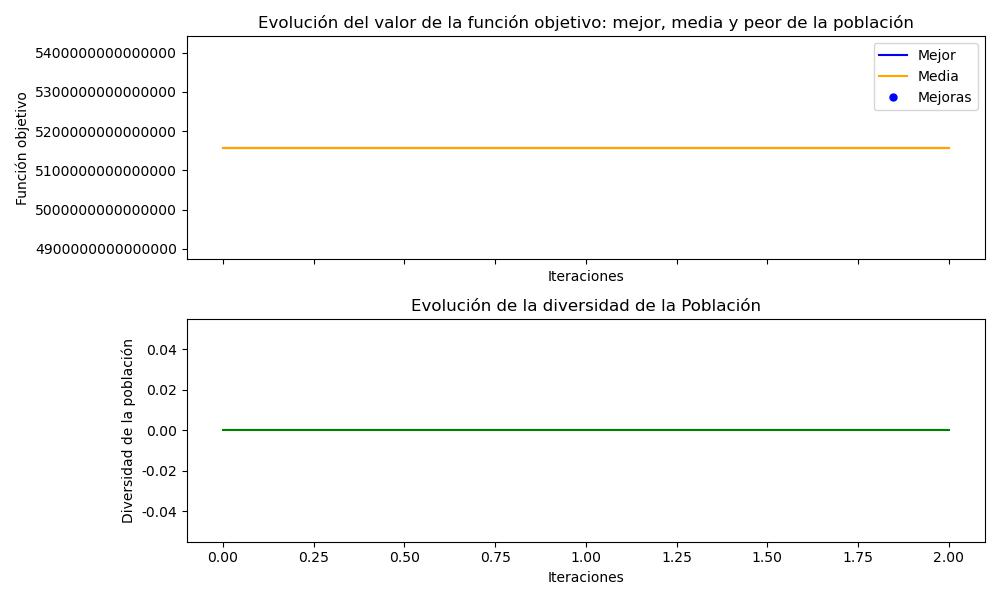 Evolución del valor de la función objetivo: mejor, media y peor de la población
Función objetivo
5400000000000000
5300000000000000
5200000000000000
5100000000000000
5000000000000000
4900000000000000
Mejor
Media
Mejoras
Iteraciones
Evolución de la diversidad de la Población
Diversidad de la población
0.04
0.02
0.00
-0.02
-0.04
0.00 0.25 0.50 0.75 1.00 1.25 1.50 1.75 2.00
Iteraciones